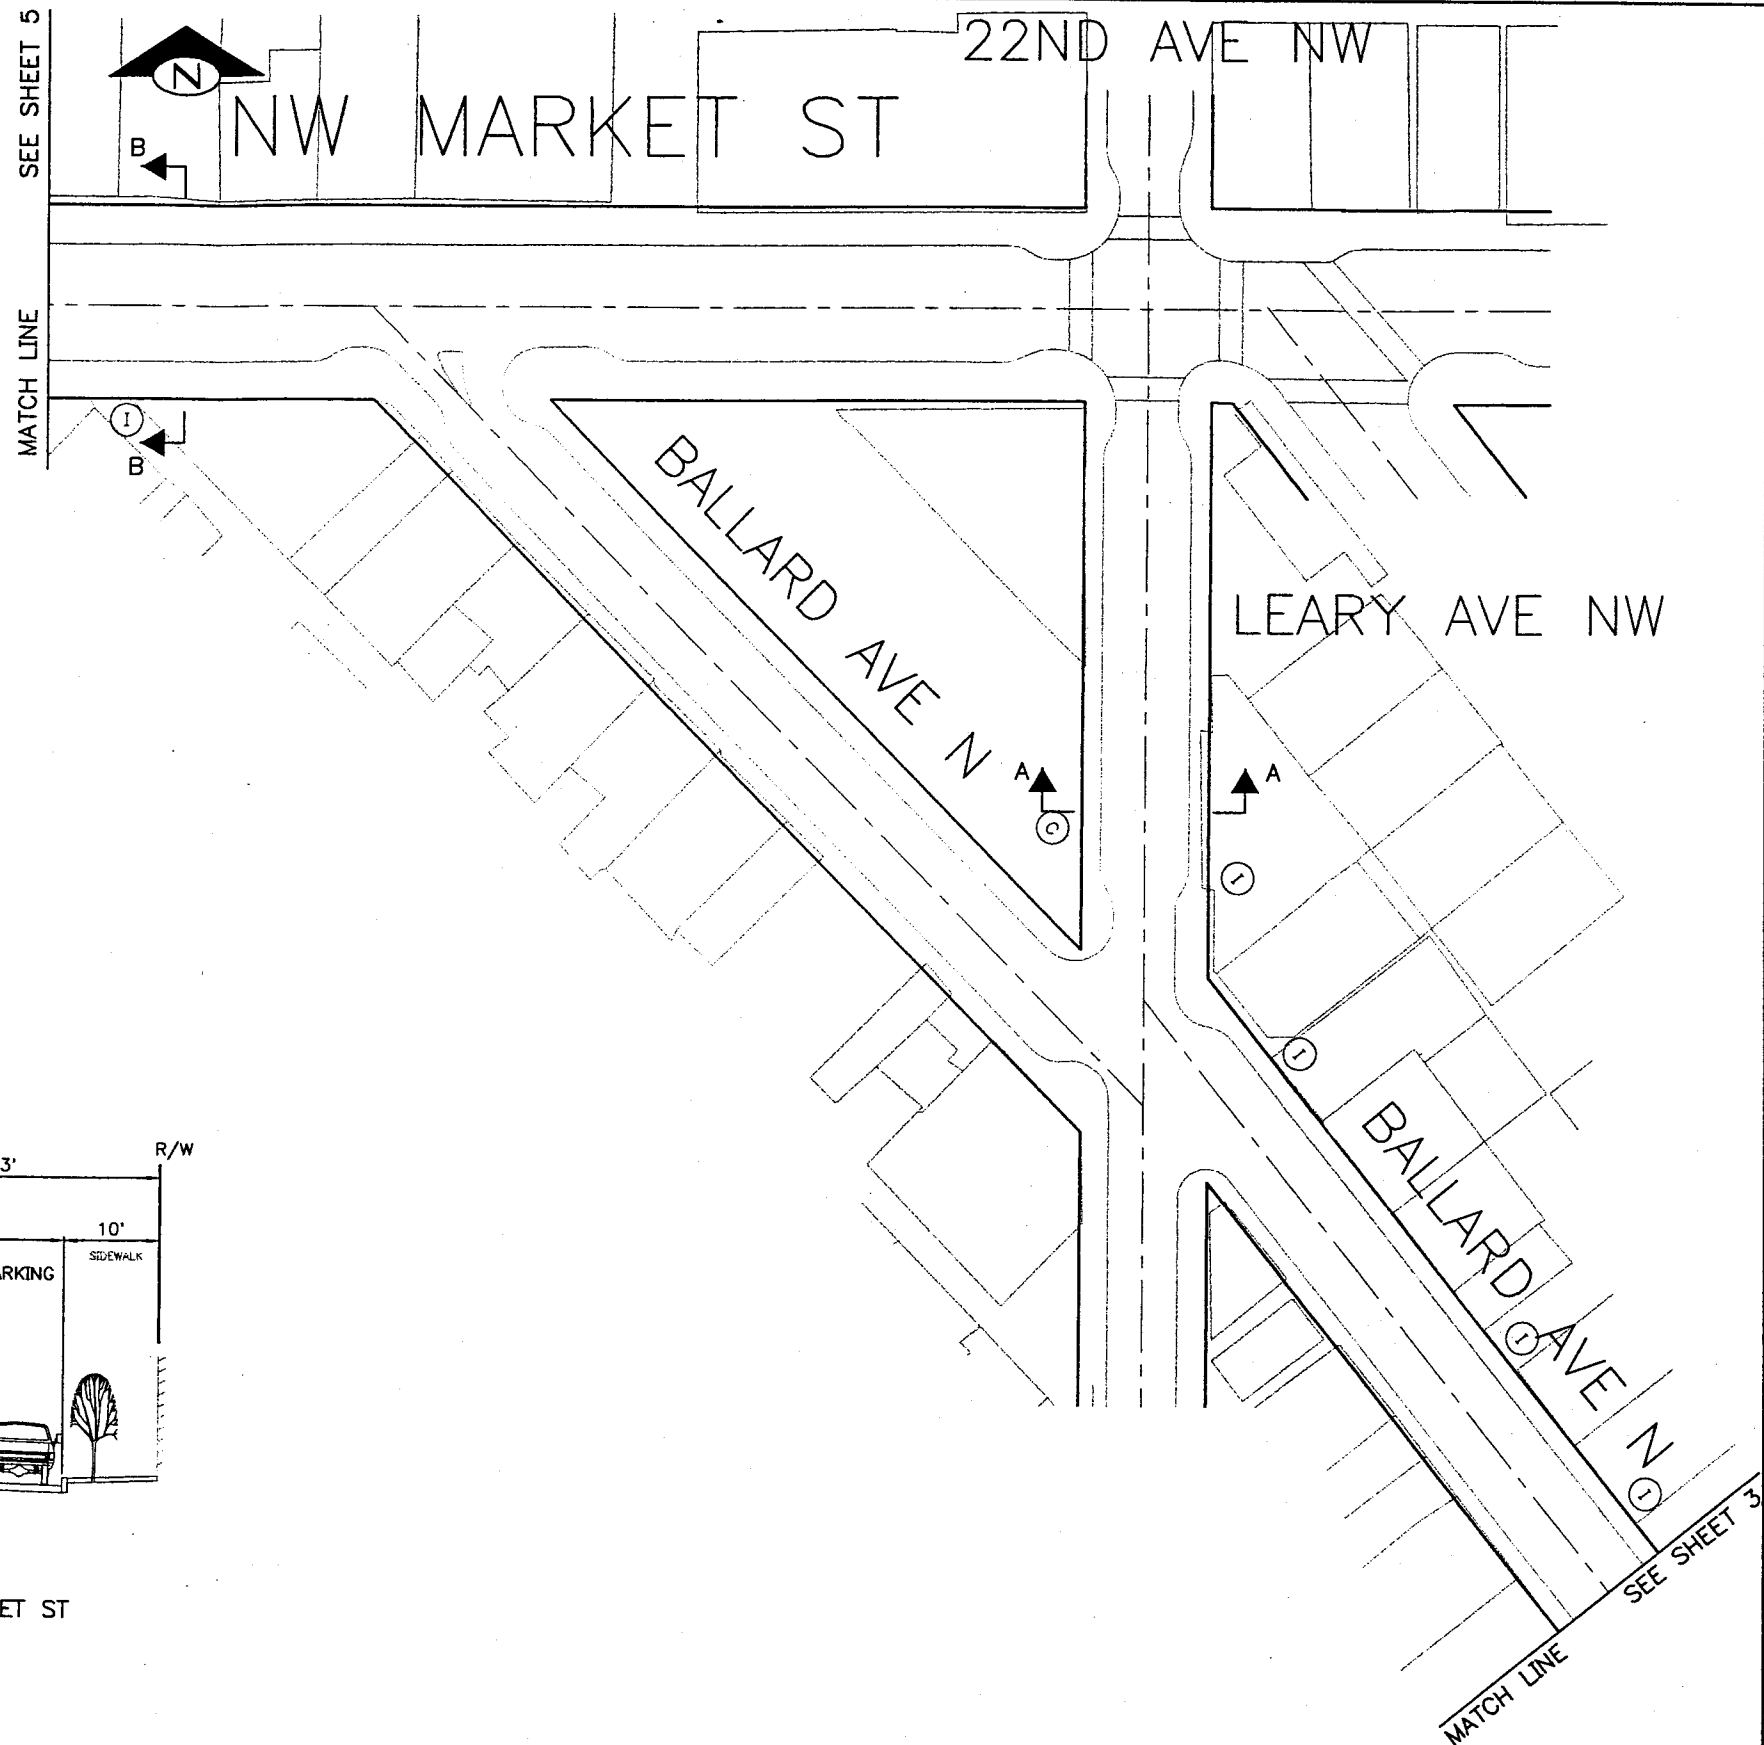 SEE SHEET 5
22ND AVE NW
N
NW MARKET ST
B
MATCH LINE
I
B
BALLARD AVE N
LEARY AVE NW
A
A
C
I
I
BALLARD AVE N
R/W
3'
10'
SIDEWALK
ARKING
I
I
SEE SHEET 3
ET ST
MATCH LINE